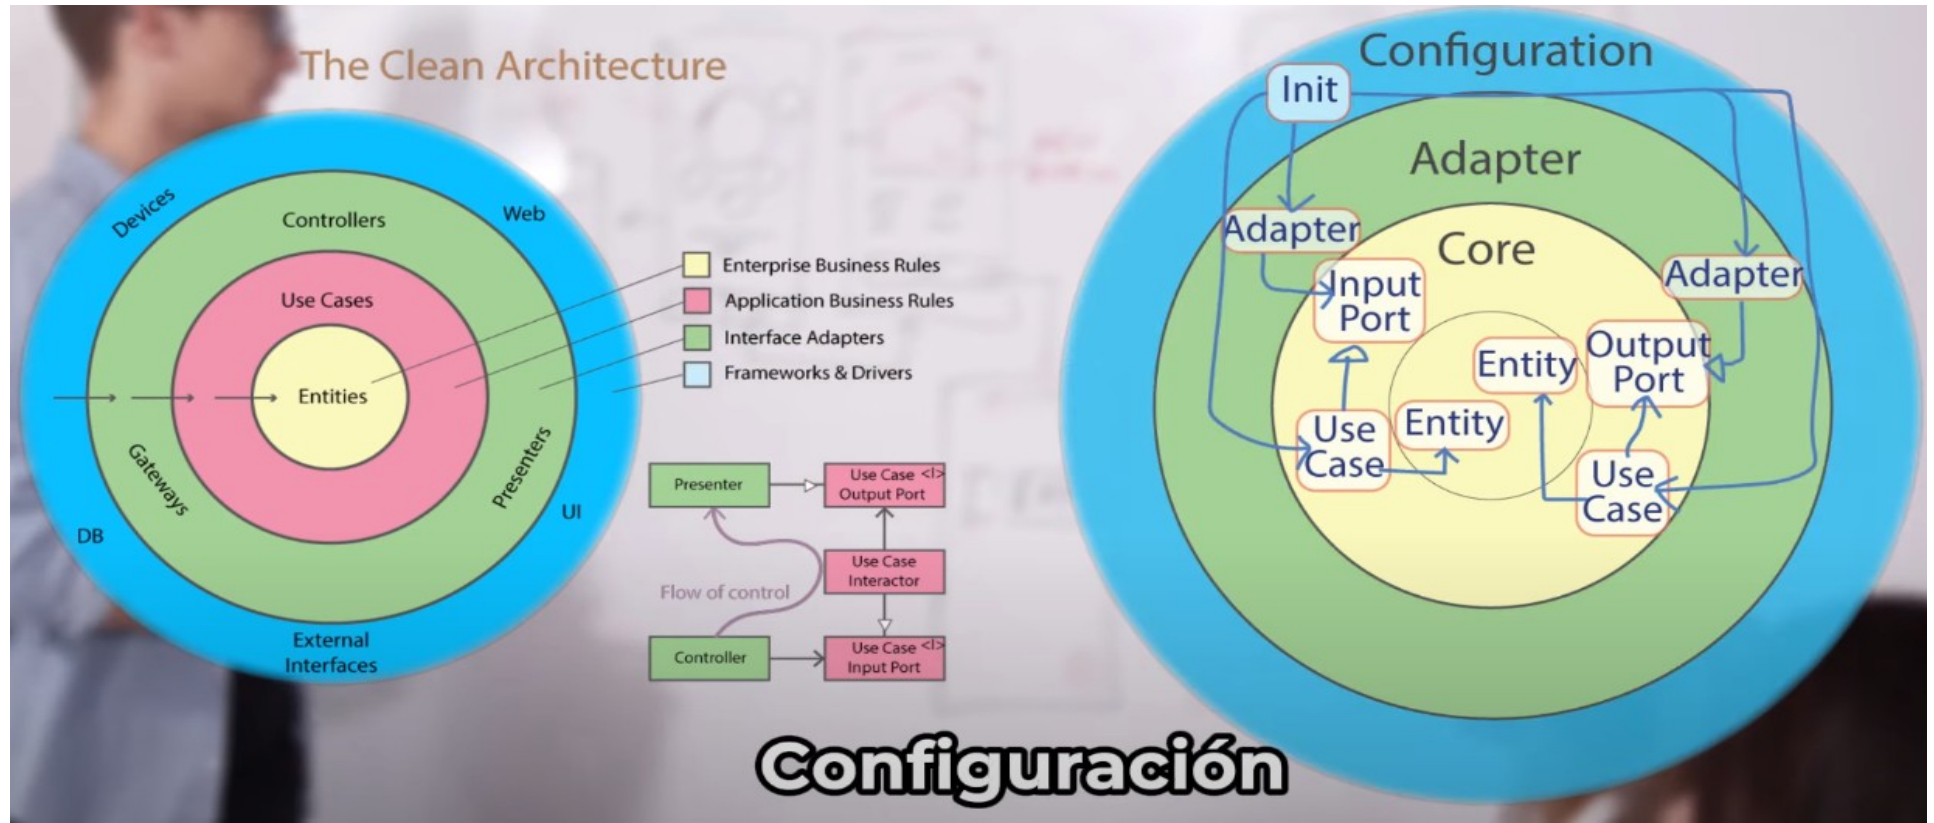 The Clean Architecture
Devices
Web
Controllers
Use Cases
Entities
Gateways
Presenters
DB
UI
External
Interfaces
Enterprise Business Rules
Application Business Rules
Interface Adapters
Frameworks & Drivers
Presenter
Use Case <I>
Output Port
Use Case
Interactor
Flow of control
Controller
Use Case <I>
Input Port
Configuration
Init
Adapter
Adapter
Core
Input
Port
Adapter
Entity
Output
Port
Use
Case
Entity
Use
Case
Configuración